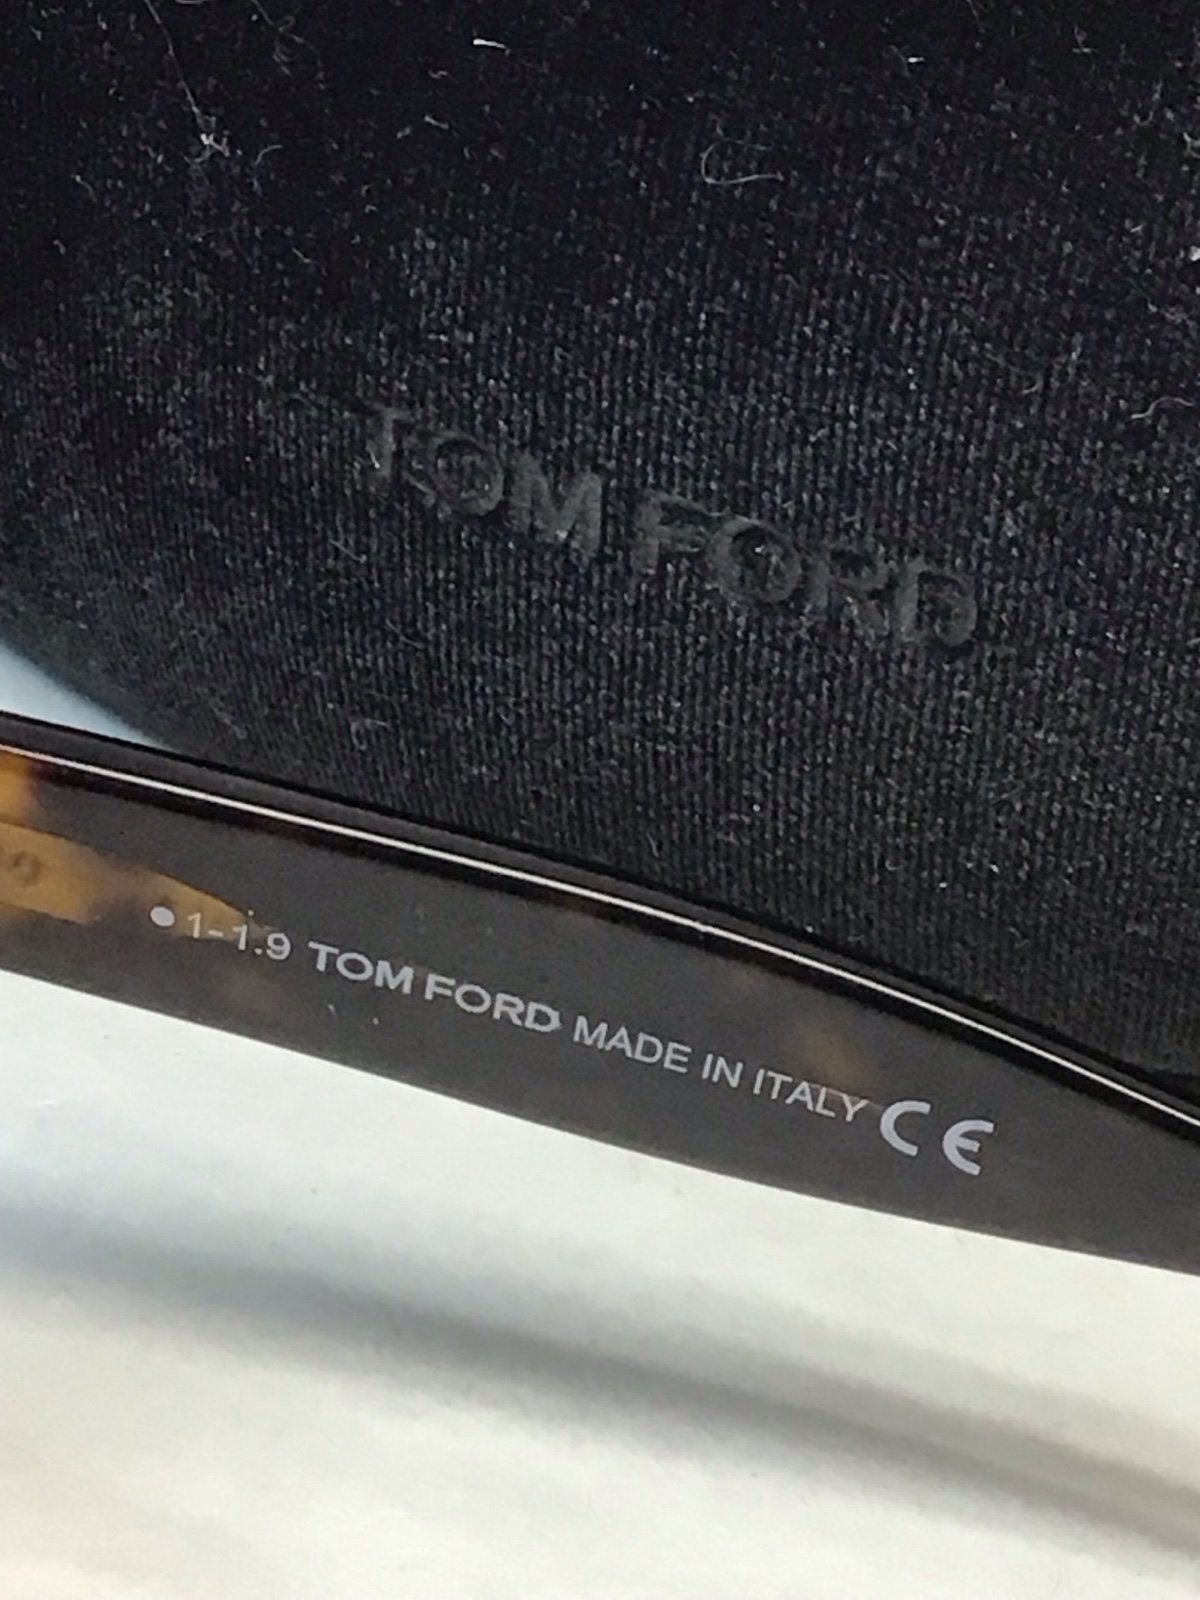 TOM FORD
●1-1.9 TOM FORD MADE IN ITALY CE